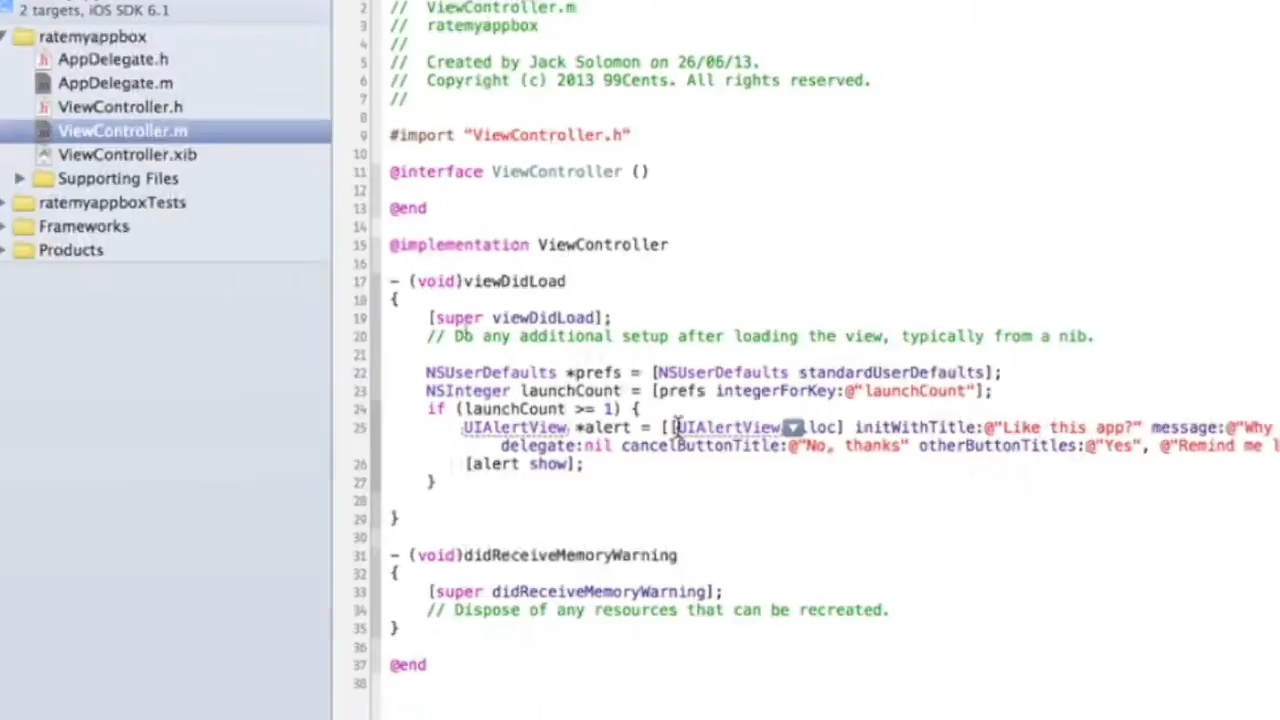 2 targets, iOS SDK 6.1
ratemyappbox
AppDelegate.h
AppDelegate.m
ViewController.h
ViewController.m
ViewController.xib
Supporting Files
ratemyappboxTests
Frameworks
Products
2 // ViewController.m
3 // ratemyappbox
4 //
5 // Created by Jack Solomon on 26/06/13.
6 // Copyright (c) 2013 99Cents. All rights reserved.
7 //
8
9 #import "ViewController.h"
10
11 @interface ViewController ()
12
13 @end
14
15 @implementation ViewController
16
17 - (void)viewDidLoad
18 {
19 [super viewDidLoad];
20 // Do any additional setup after loading the view, typically from a nib.
21
22 NSUserDefaults *prefs = [NSUserDefaults standardUserDefaults];
23 NSInteger launchCount = [prefs integerForKey:@"launchCount"];
24 if (launchCount >= 1) {
25 UIAlertView *alert = [[UIAlertView loc] initWithTitle:@"Like this app?" message:@"Why
delegate:nil cancelButtonTitle:@"No, thanks" otherButtonTitles:@"Yes", @"Remind me l
26 [alert show];
27 }
28
29 }
30
31 - (void)didReceiveMemoryWarning
32 {
33 [super didReceiveMemoryWarning];
34 // Dispose of any resources that can be recreated.
35 }
36
37 @end
38